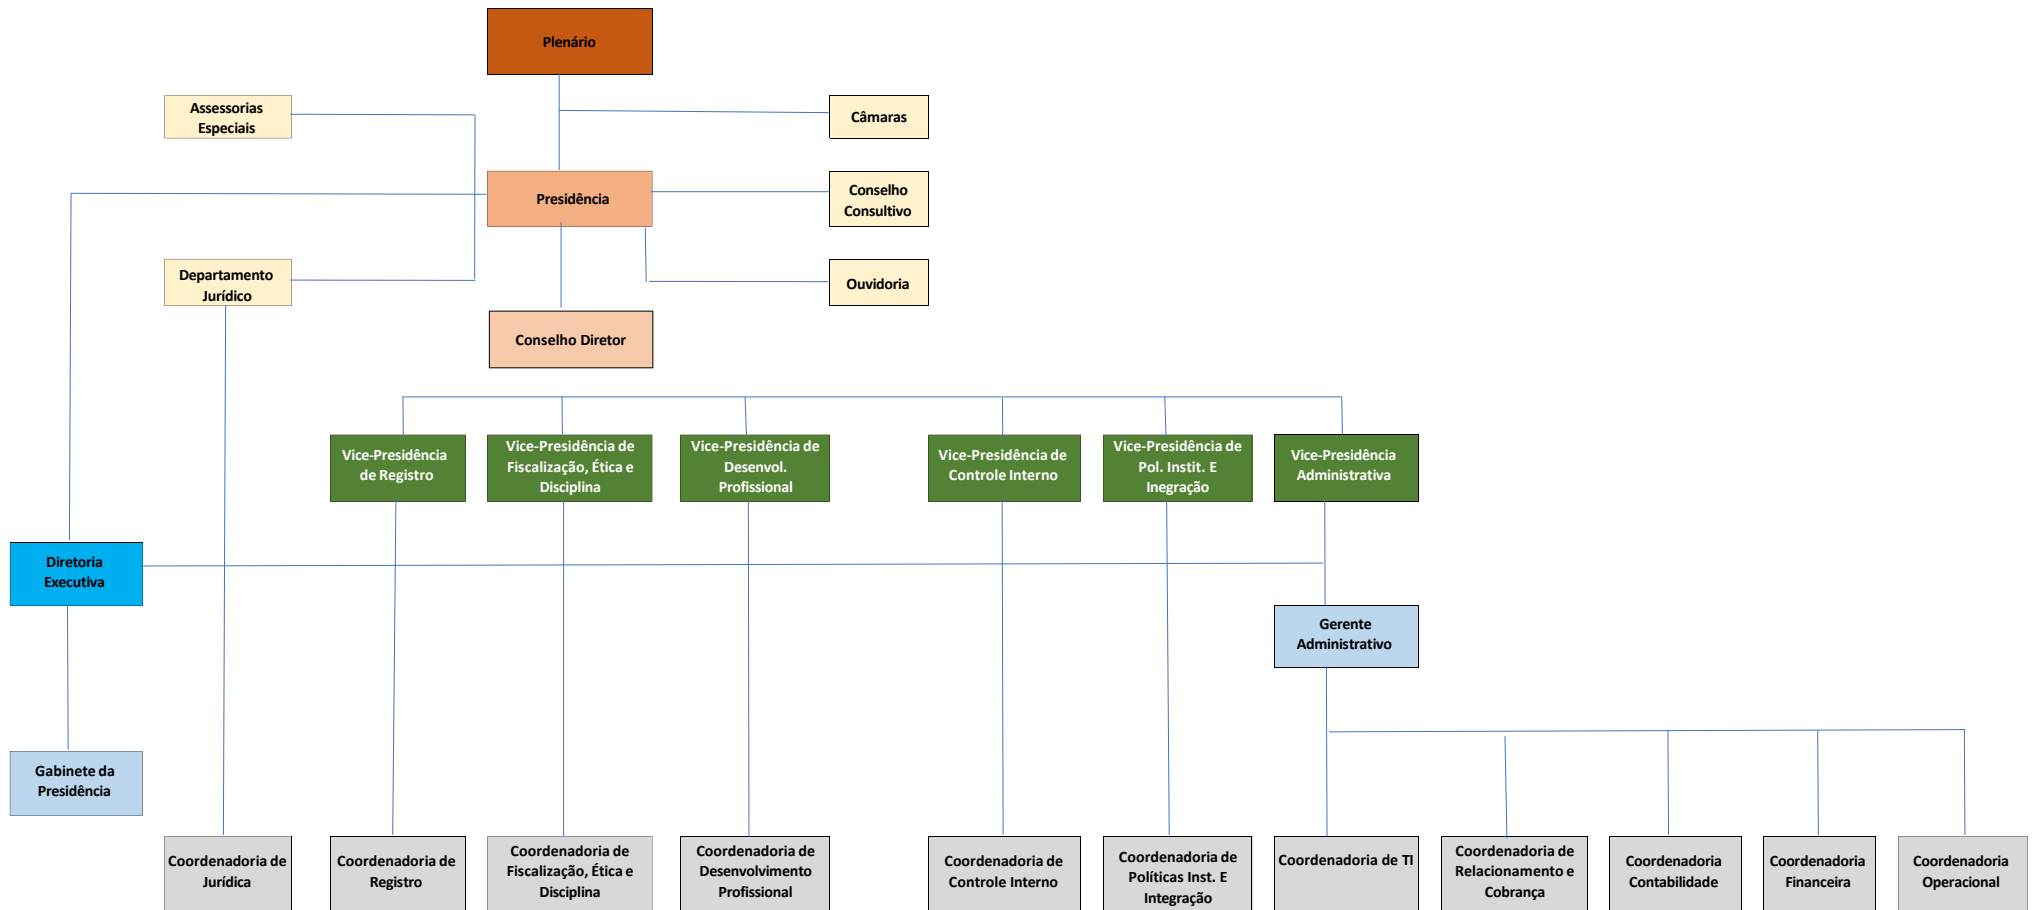 Plenário
Assessorias
Especiais
Câmaras
Presidência
Conselho
Consultivo
Departamento
Jurídico
Ouvidoria
Conselho Diretor
Vice-Presidência
de Registro
Vice-Presidência de
Fiscalização, Ética e
Disciplina
Vice-Presidência de
Desenvol.
Profissional
Vice-Presidência de
Controle Interno
Vice-Presidência de
Pol. Instit. E
Inegração
Vice-Presidência
Administrativa
Diretoria
Executiva
Gerente
Administrativo
Gabinete da
Presidência
Coordenadoria de
Jurídica
Coordenadoria de
Registro
Coordenadoria de
Fiscalização, Ética e
Disciplina
Coordenadoria de
Desenvolvimento
Profissional
Coordenadoria de
Controle Interno
Coordenadoria de
Políticas Inst. E
Integração
Coordenadoria de TI
Coordenadoria de
Relacionamento e
Cobrança
Coordenadoria
Contabilidade
Coordenadoria
Financeira
Coordenadoria
Operacional